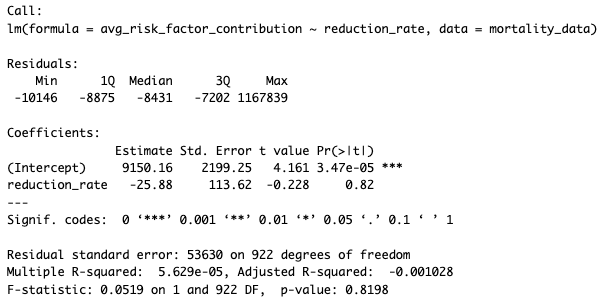 Call:
lm(formula = avg_risk_factor_contribution ~ reduction_rate, data = mortality_data)
Residuals:
Min 1Q Median 3Q Max
-10146 -8875 -8431 -7202 1167839
Coefficients:
Estimate Std. Error t value Pr(>|t|)
(Intercept) 9150.16 2199.25 4.161 3.47e-05 ***
reduction_rate -25.88 113.62 -0.228 0.82
---
Signif. codes: 0 ‘***’ 0.001 ‘**’ 0.01 ‘*’ 0.05 ‘.’ 0.1 ‘ ’ 1
Residual standard error: 53630 on 922 degrees of freedom
Multiple R-squared: 5.629e-05, Adjusted R-squared: -0.001028
F-statistic: 0.0519 on 1 and 922 DF, p-value: 0.8198